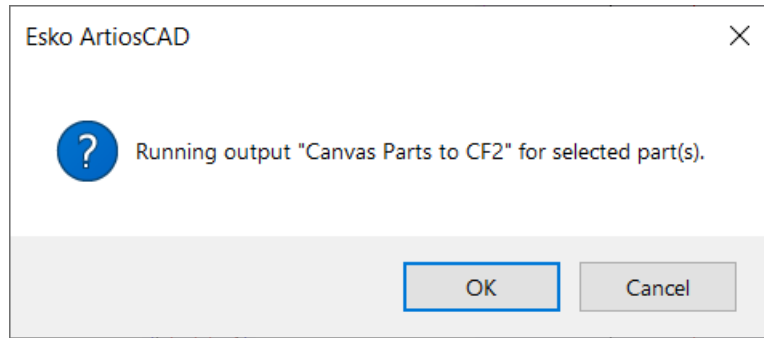 Esko ArtiosCAD
Running output "Canvas Parts to CF2" for selected part(s).
OK
Cancel